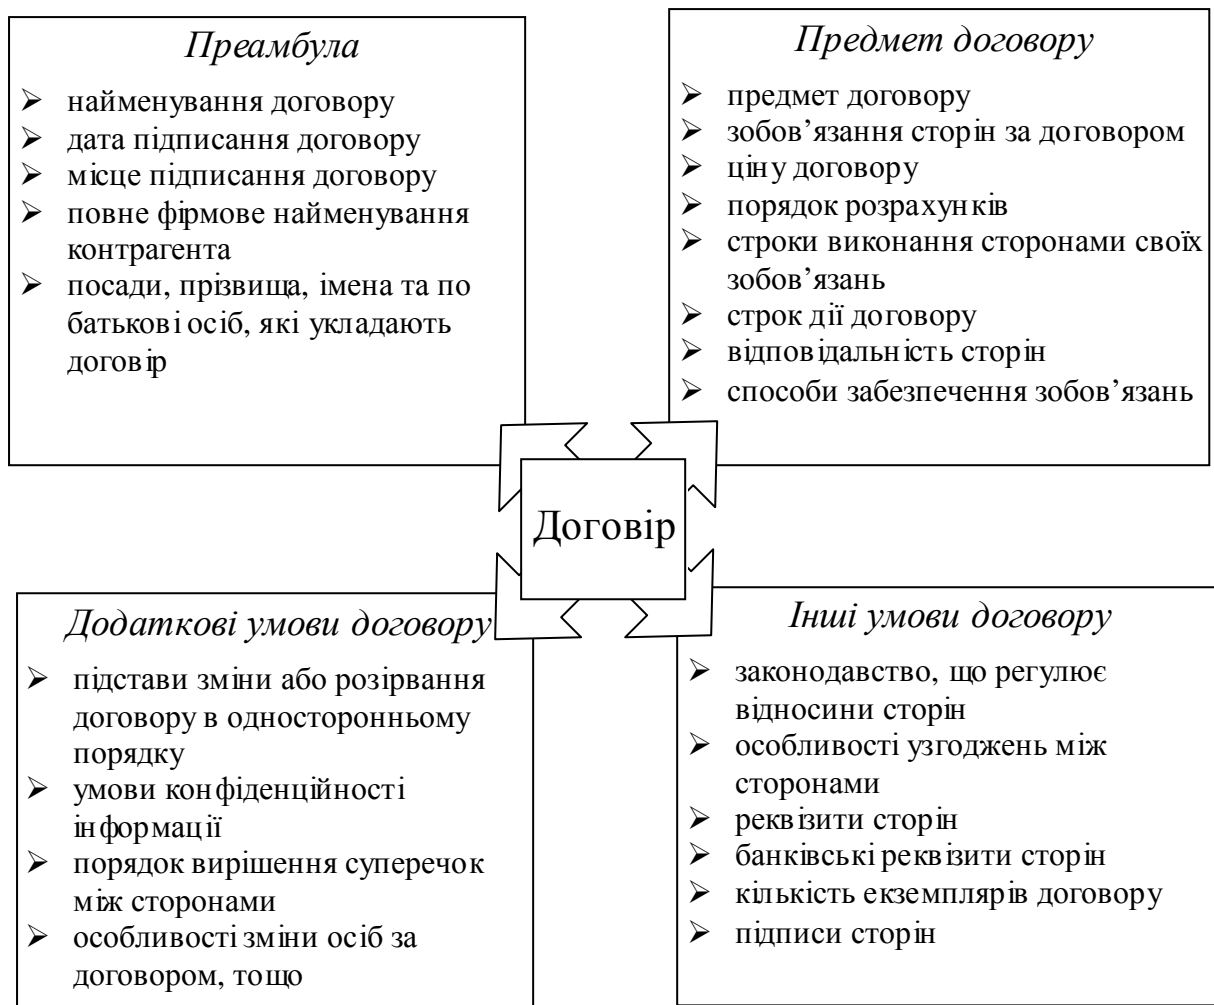 Преамбула
➢ найменування договору
➢ дата підписання договору
➢ місце підписання договору
➢ повне фірмове найменування
контрагента
➢ посади, прізвища, імена та по
батькові осіб, які укладають
договір
Предмет договору
➢ предмет договору
➢ зобов’язання сторін за договором
➢ ціну договору
➢ порядок розрахунків
➢ строки виконання сторонами своїх
зобов’язань
➢ строк дії договору
➢ відповідальність сторін
➢ способи забезпечення зобов’язань
Договір
Додаткові умови договору
➢ підстави зміни або розірвання
договору в односторонньому
порядку
➢ умови конфіденційності
інформації
➢ порядок вирішення суперечок
між сторонами
➢ особливості зміни осіб за
договором, тощо
Інші умови договору
➢ законодавство, що регулює
відносини сторін
➢ особливості узгоджень між
сторонами
➢ реквізити сторін
➢ банківські реквізити сторін
➢ кількість екземплярів договору
➢ підписи сторін